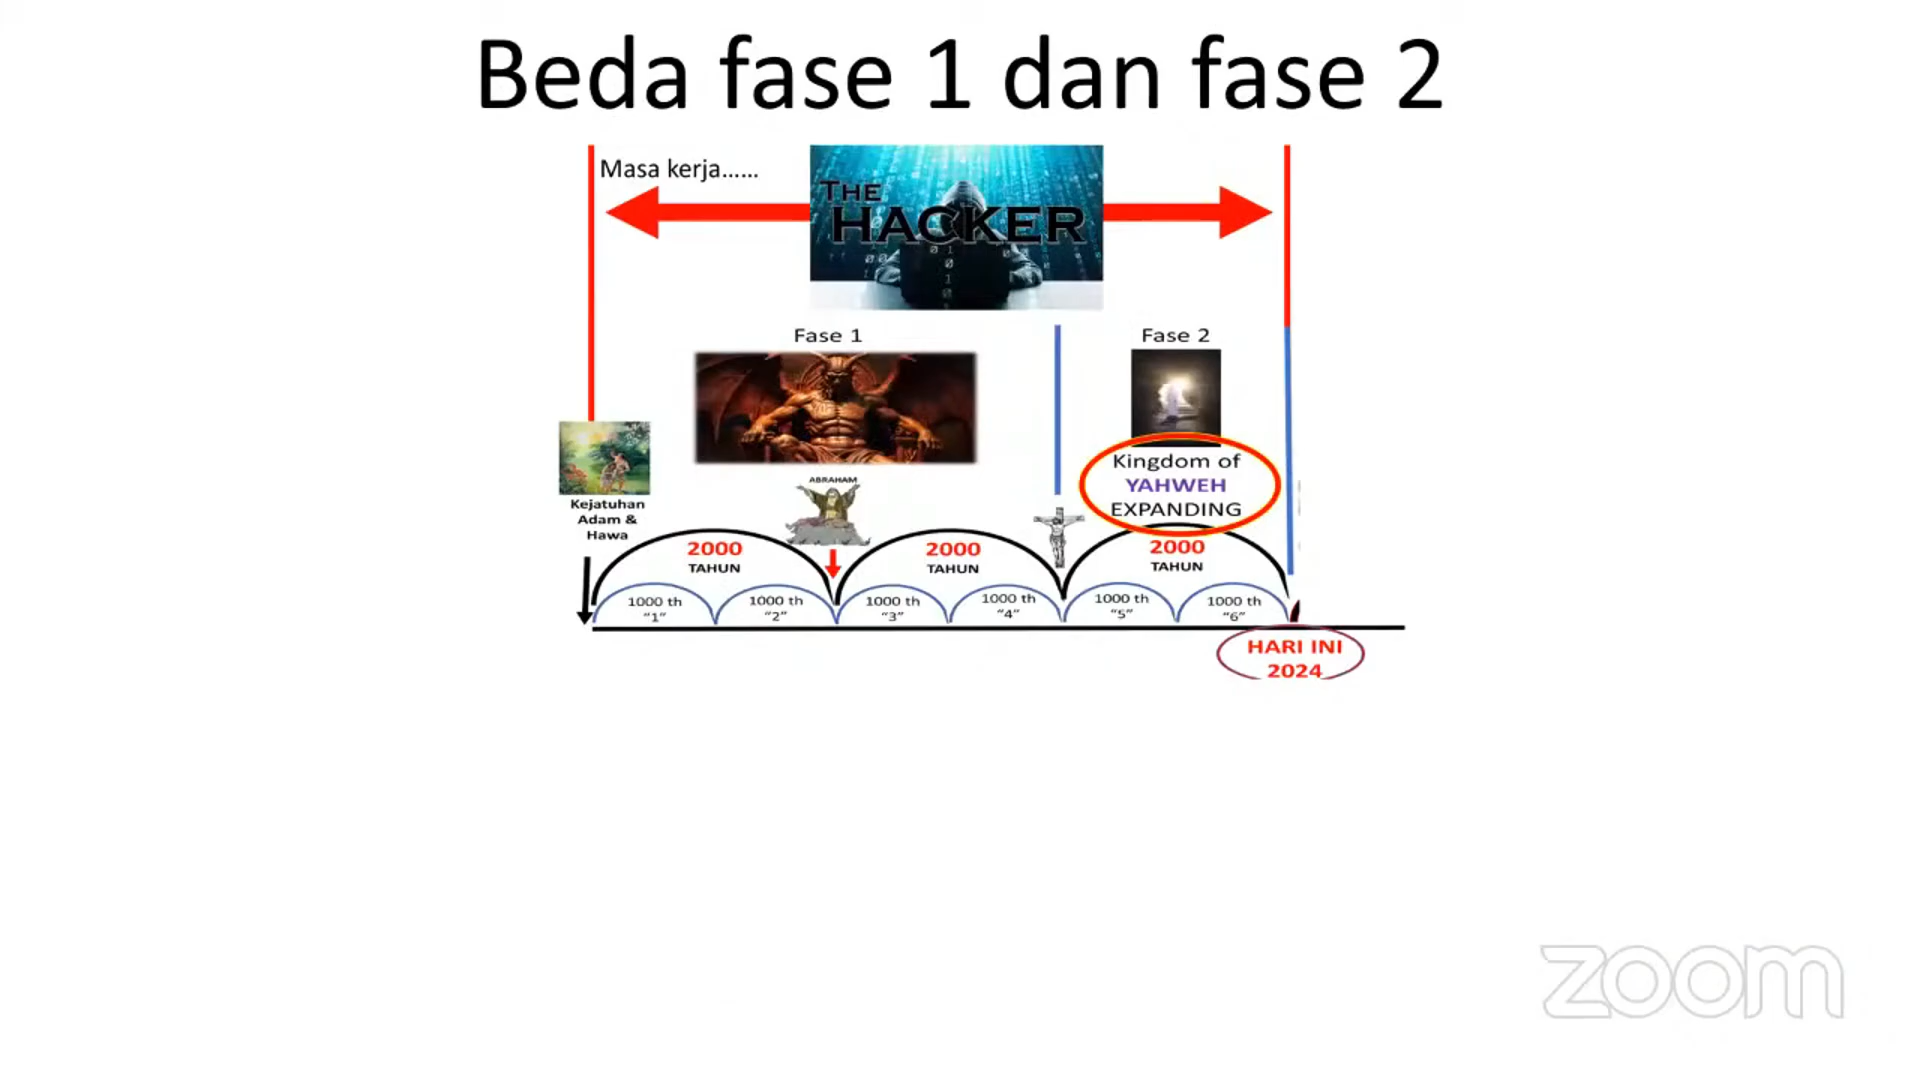 Beda fase 1 dan fase 2
Masa kerja......
THE
HACKER
Fase 1
Fase 2
Kingdom of
YAHWEH
EXPANDING
ABRAHAM
Kejatuhan
Adam &
Hawa
2000
TAHUN
2000
TAHUN
2000
TAHUN
1000 th
"1"
1000 th
"2"
1000 th
"3"
1000 th
"4"
1000 th
"5"
1000 th
"6"
HARI INI
2024
zoom